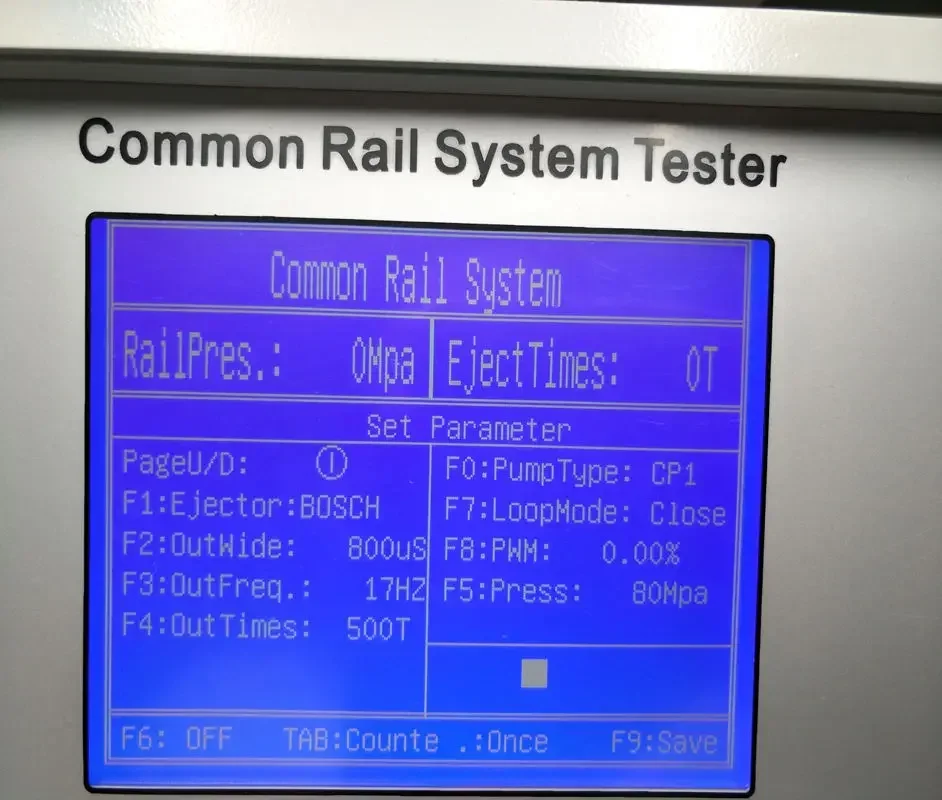 Common Rail System Tester
Common Rail System
RailPres.: 0Mpa EjectTimes: 0T
Set Parameter
PageU/D: ①
F1:Ejector:BOSCH
F2:OutWide: 800uS
F3:OutFreq.: 17HZ
F4:OutTimes: 500T
F0:PumpType: CP1
F7:LoopMode: Close
F8:PWM: 0.00%
F5:Press: 80Mpa
F6: OFF TAB:Counte .:Once F9:Save